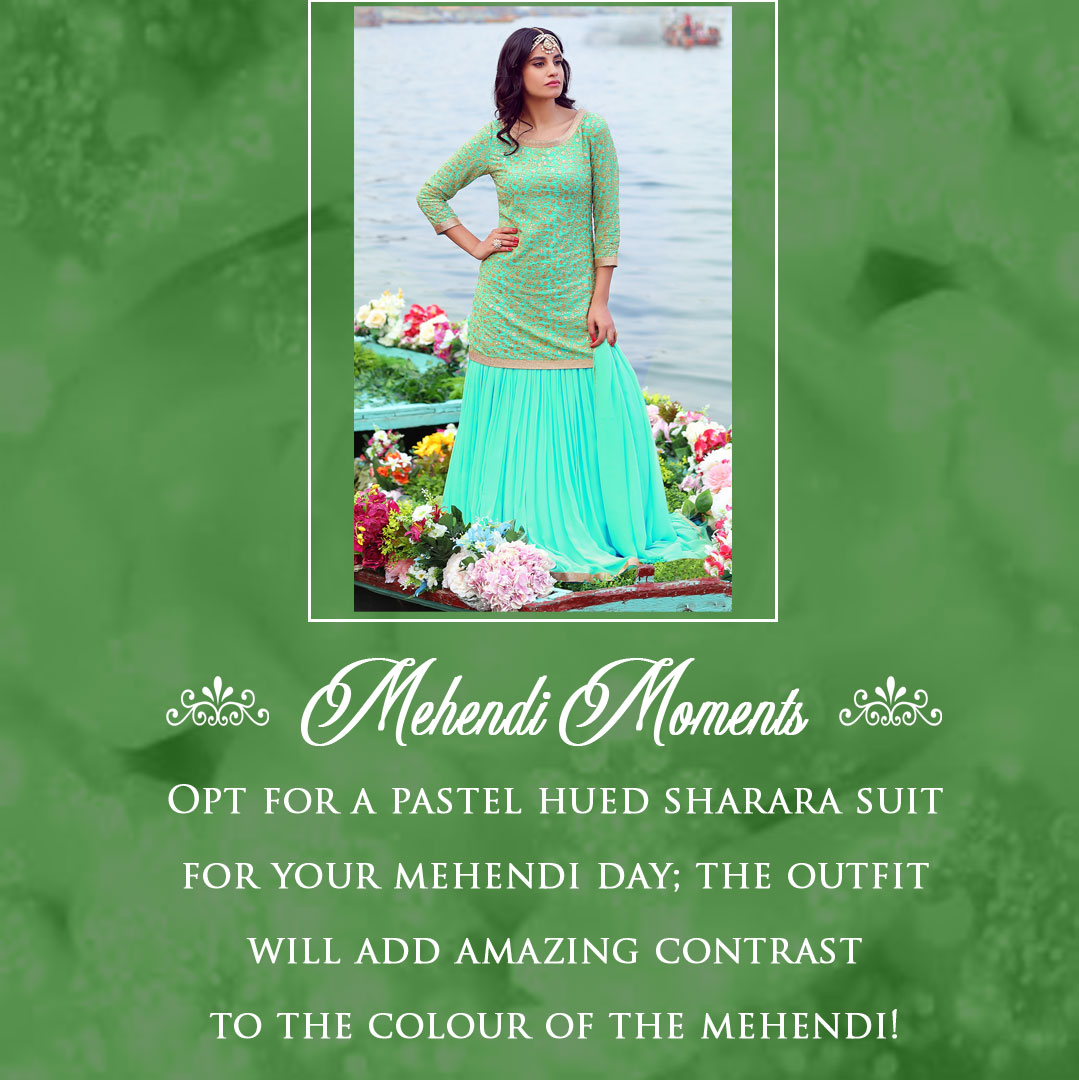 Mehendi Moments
Opt for a pastel hued sharara suit
for your mehendi day; the outfit
will add amazing contrast
to the colour of the mehendi!